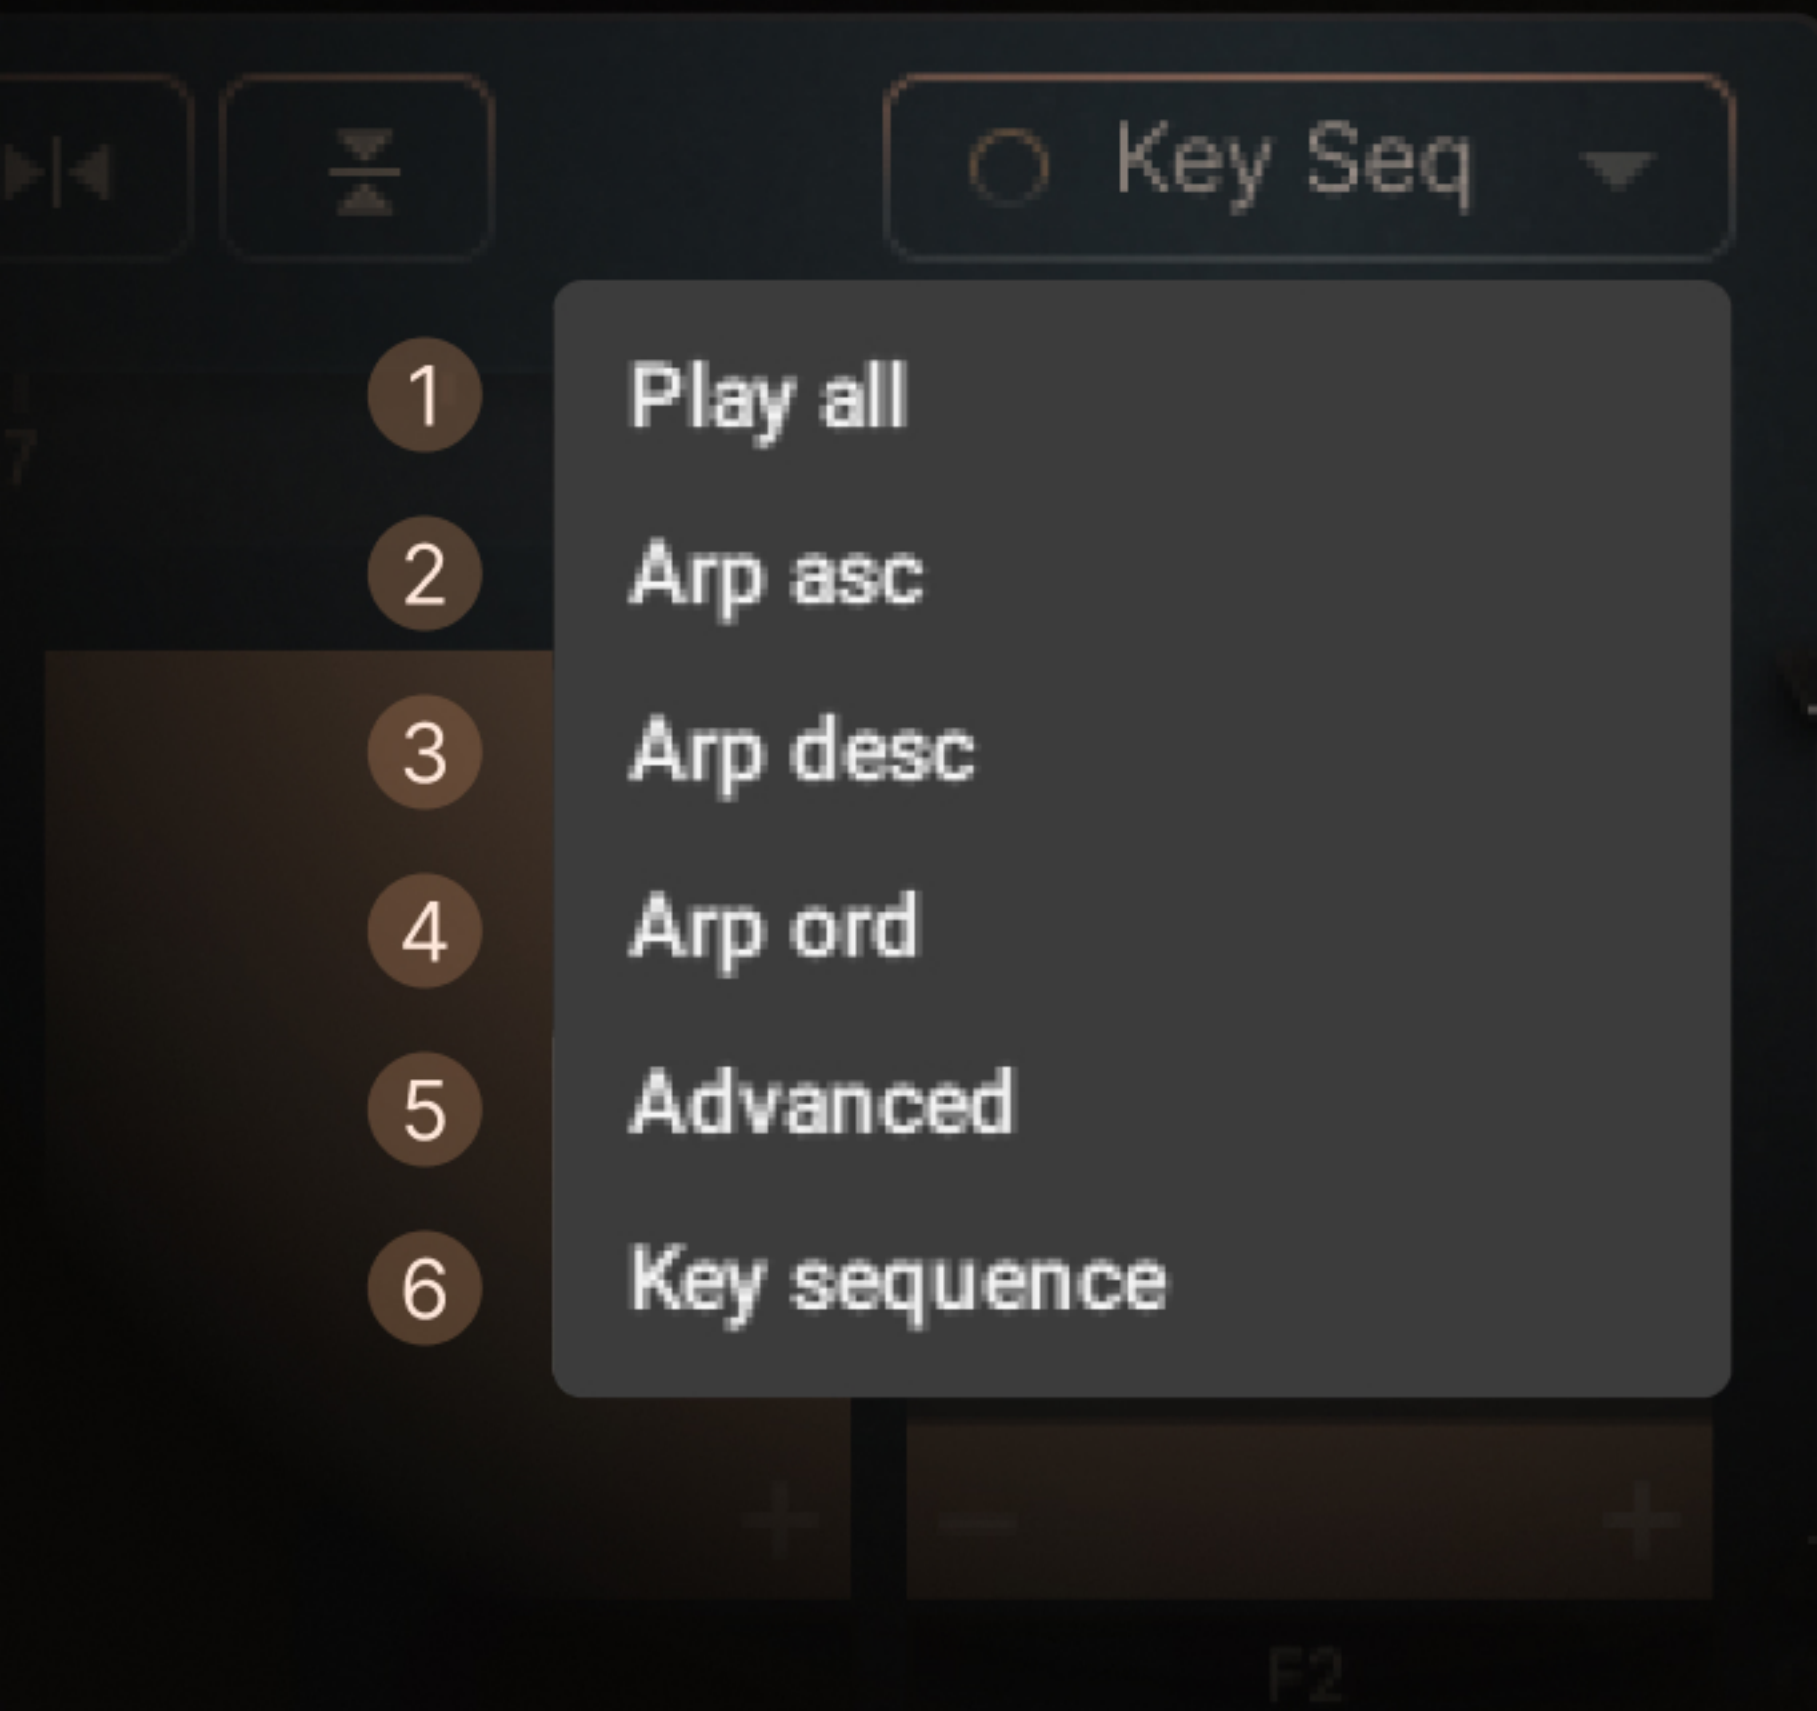 Key Seq
1 Play all
7
2 Arp asc
3 Arp desc
4 Arp ord
5 Advanced
6 Key sequence
F2